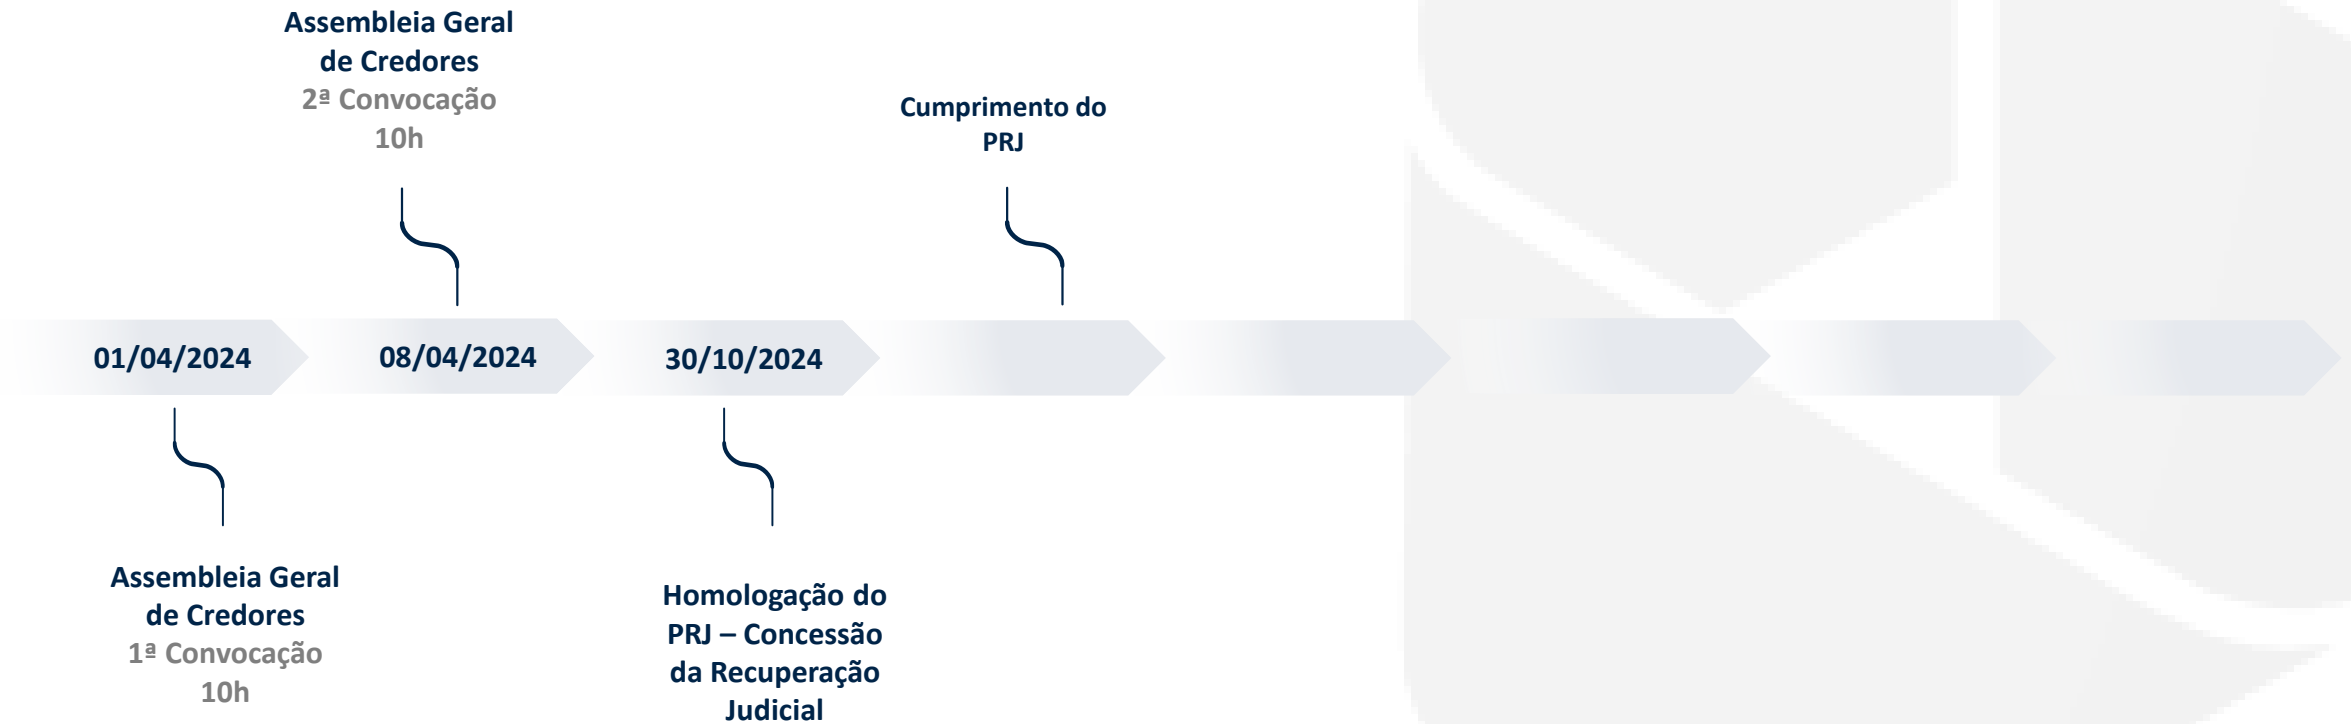 Assembleia Geral
de Credores
2ª Convocação
10h
Cumprimento do
PRJ
01/04/2024
08/04/2024
30/10/2024
Assembleia Geral
de Credores
1ª Convocação
10h
Homologação do
PRJ – Concessão
da Recuperação
Judicial